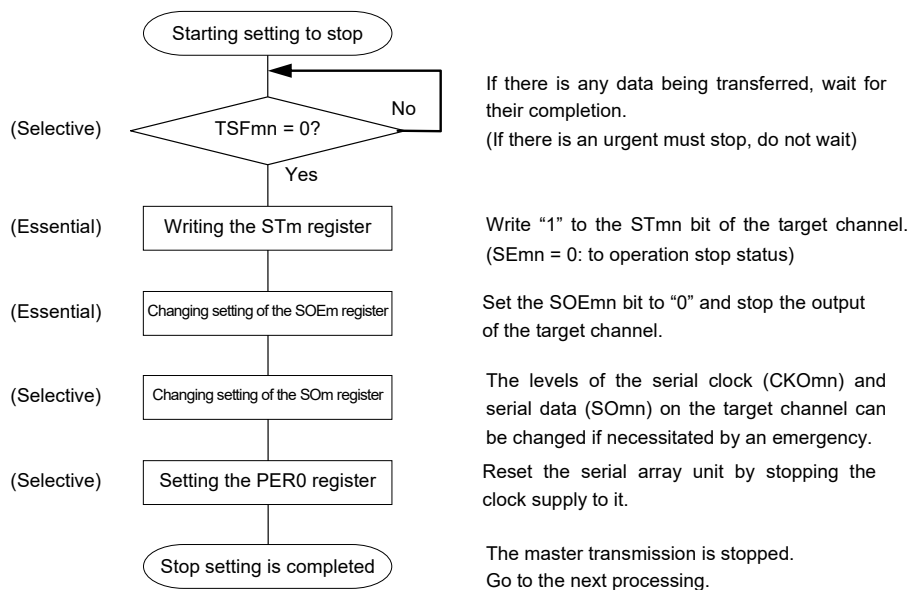 Starting setting to stop
If there is any data being transferred, wait for
their completion.
(If there is an urgent must stop, do not wait)
(Selective)
TSFmn = 0?
No
Yes
(Essential)
Writing the STm register
Write “1” to the STmn bit of the target channel.
(SEmn = 0: to operation stop status)
(Essential)
Changing setting of the SOEm register
Set the SOEmn bit to “0” and stop the output
of the target channel.
(Selective)
Changing setting of the SOm register
The levels of the serial clock (CKOmn) and
serial data (SOmn) on the target channel can
be changed if necessitated by an emergency.
(Selective)
Setting the PER0 register
Reset the serial array unit by stopping the
clock supply to it.
Stop setting is completed
The master transmission is stopped.
Go to the next processing.